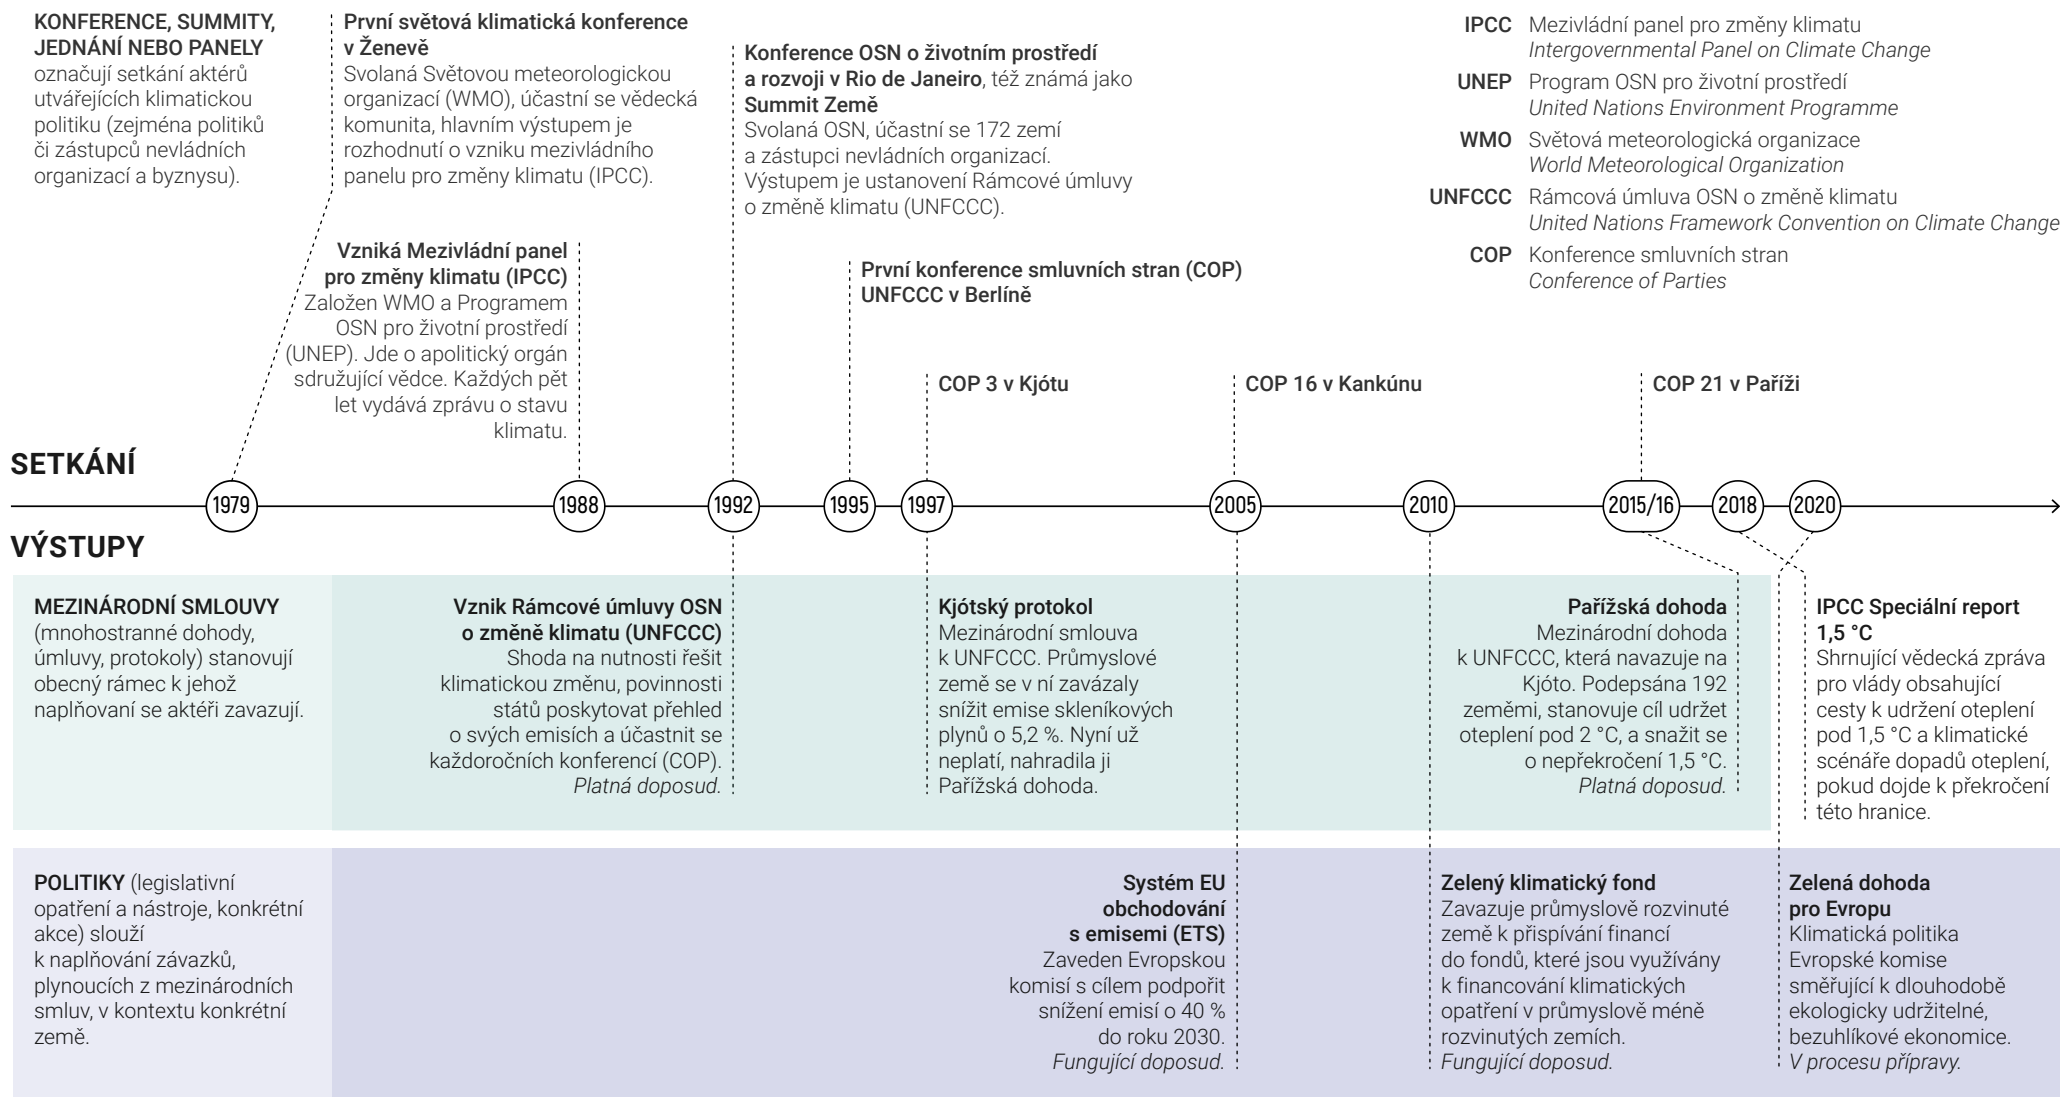 KONFERENCE, SUMMITY,
JEDNÁNÍ NEBO PANELY
označují setkání aktérů
utvářejících klimatickou
politiku (zejména politiků
či zástupců nevládních
organizací a byznysu).
První světová klimatická konference
v Ženevě
Svolaná Světovou meteorologickou
organizací (WMO), účastní se vědecká
komunita, hlavním výstupem je
rozhodnutí o vzniku mezivládního
panelu pro změny klimatu (IPCC).
Konference OSN o životním prostředí
a rozvoji v Rio de Janeiro, též známá jako
Summit Země
Svolaná OSN, účastní se 172 zemí
a zástupci nevládních organizací.
Výstupem je ustanovení Rámcové úmluvy
o změně klimatu (UNFCCC).
IPCC Mezivládní panel pro změny klimatu
Intergovernmental Panel on Climate Change
UNEP Program OSN pro životní prostředí
United Nations Environment Programme
WMO Světová meteorologická organizace
World Meteorological Organization
UNFCCC Rámcová úmluva OSN o změně klimatu
United Nations Framework Convention on Climate Change
COP Konference smluvních stran
Conference of Parties
Vzniká Mezivládní panel
pro změny klimatu (IPCC)
Založen WMO a Programem
OSN pro životní prostředí
(UNEP). Jde o apolitický orgán
sdružující vědce. Každých pět
let vydává zprávu o stavu
klimatu.
První konference smluvních stran (COP)
UNFCCC v Berlíně
COP 3 v Kjótu
COP 16 v Kankúnu
COP 21 v Paříži
SETKÁNÍ
1979
1988
1992
1995
1997
2005
2010
2015/16
2018
2020
VÝSTUPY
MEZINÁRODNÍ SMLOUVY
(mnohostranné dohody,
úmluvy, protokoly) stanovují
obecný rámec k jehož
naplňovaní se aktéři zavazují.
Vznik Rámcové úmluvy OSN
o změně klimatu (UNFCCC)
Shoda na nutnosti řešit
klimatickou změnu, povinnosti
států poskytovat přehled
o svých emisích a účastnit se
každoročních konferencí (COP).
Platná doposud.
Kjótský protokol
Mezinárodní smlouva
k UNFCCC. Průmyslové
země se v ní zavázaly
snížit emise skleníkových
plynů o 5,2 %. Nyní už
neplatí, nahradila ji
Pařížská dohoda.
Pařížská dohoda
Mezinárodní dohoda
k UNFCCC, která navazuje na
Kjóto. Podepsána 192
zeměmi, stanovuje cíl udržet
oteplení pod 2 °C, a snažit se
o nepřekročení 1,5 °C.
Platná doposud.
IPCC Speciální report
1,5 °C
Shrnující vědecká zpráva
pro vlády obsahující
cesty k udržení oteplení
pod 1,5 °C a klimatické
scénáře dopadů oteplení,
pokud dojde k překročení
této hranice.
POLITIKY (legislativní
opatření a nástroje, konkrétní
akce) slouží
k naplňování závazků,
plynoucích z mezinárodních
smluv, v kontextu konkrétní
země.
Systém EU
obchodování
s emisemi (ETS)
Zaveden Evropskou
komisí s cílem podpořit
snížení emisí o 40 %
do roku 2030.
Fungující doposud.
Zelený klimatický fond
Zavazuje průmyslově rozvinuté
země k přispívání financí
do fondů, které jsou využívány
k financování klimatických
opatření v průmyslově méně
rozvinutých zemích.
Fungující doposud.
Zelená dohoda
pro Evropu
Klimatická politika
Evropské komise
směřující k dlouhodobě
ekologicky udržitelné,
bezuhlíkové ekonomice.
V procesu přípravy.